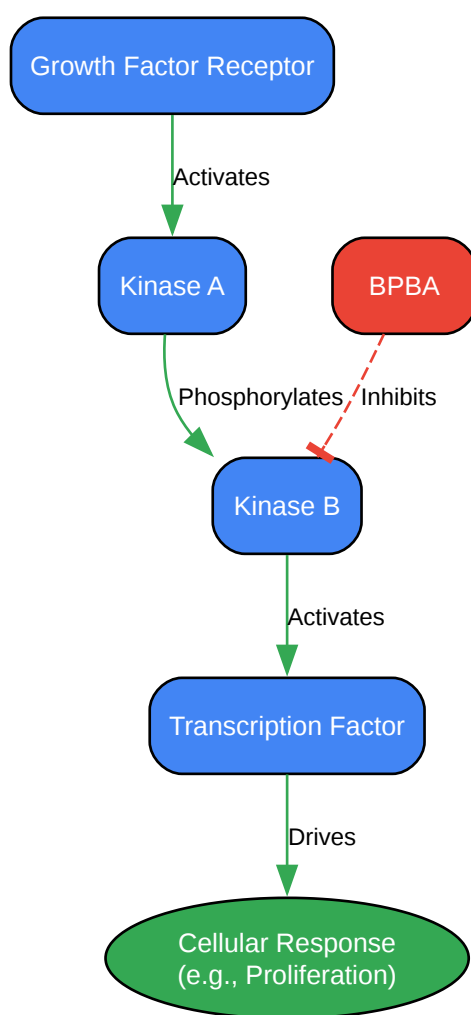 Growth Factor Receptor
Activates
Kinase A
BPBA
Phosphorylates
Inhibits
Kinase B
Activates
Transcription Factor
Drives
Cellular Response
(e.g., Proliferation)